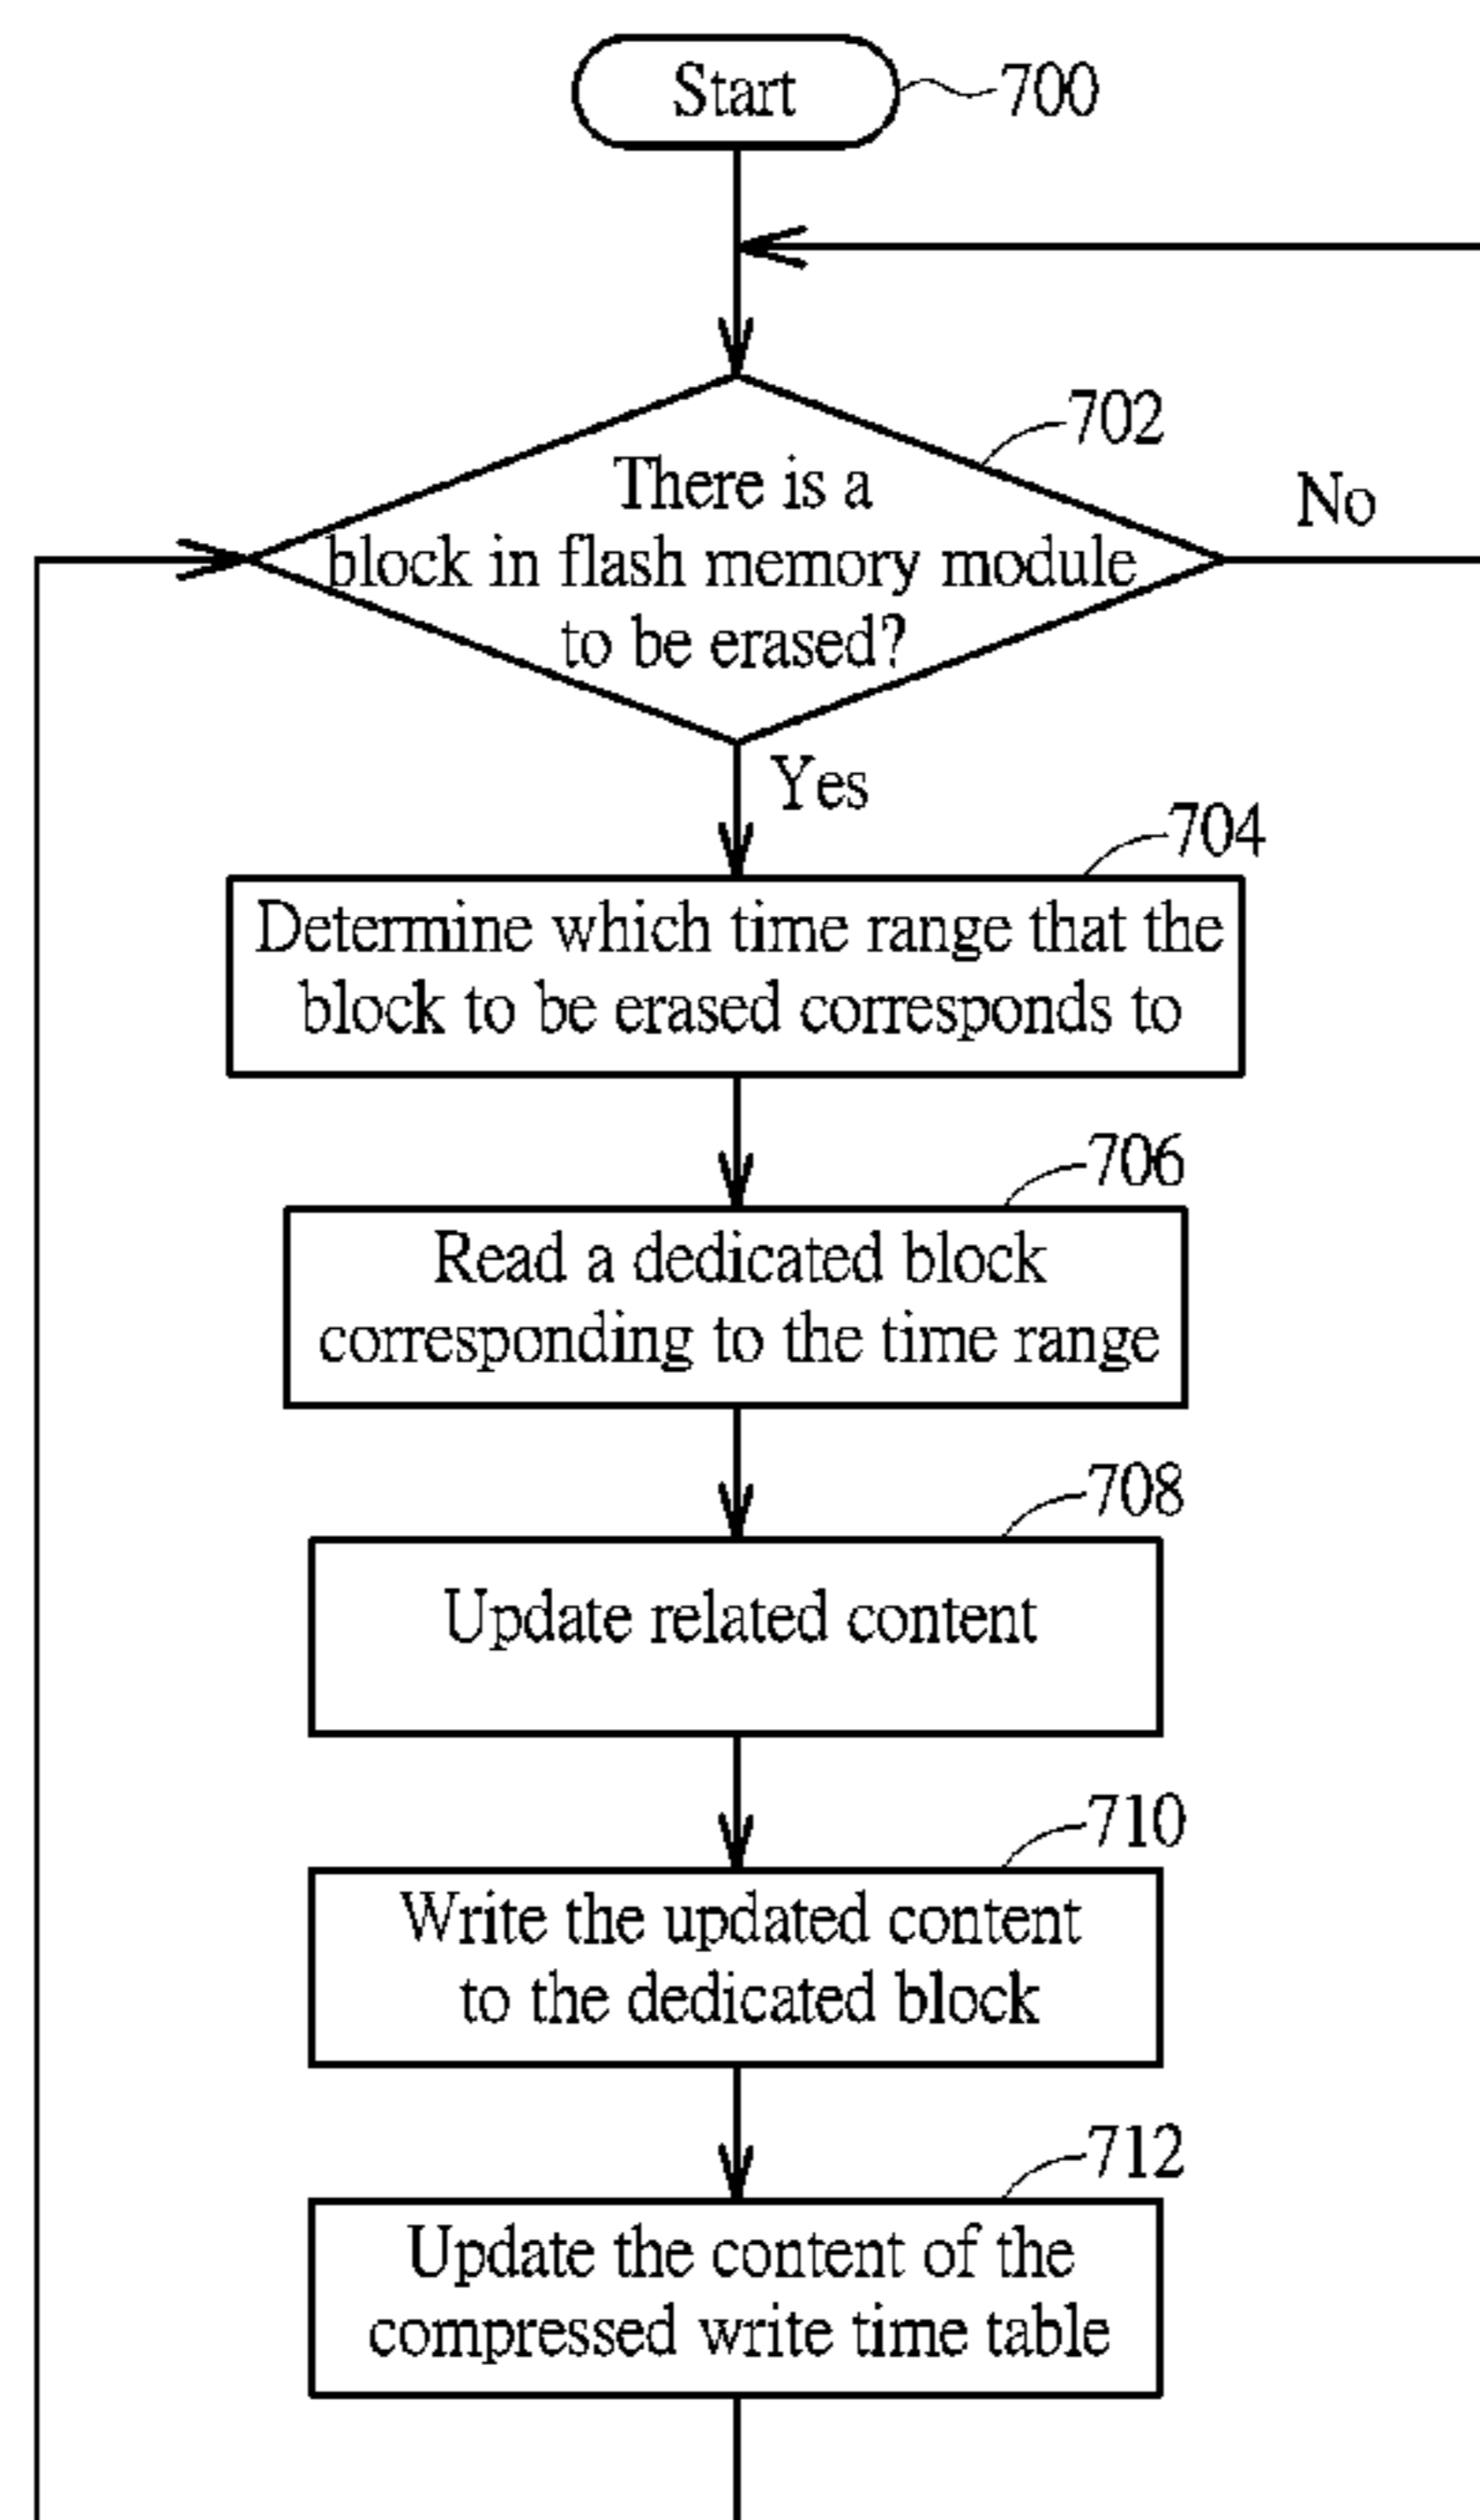 Start
700
702
There is a
block in flash memory module
to be erased?
No
Yes
704
Determine which time range that the
block to be erased corresponds to
706
Read a dedicated block
corresponding to the time range
708
Update related content
710
Write the updated content
to the dedicated block
712
Update the content of the
compressed write time table